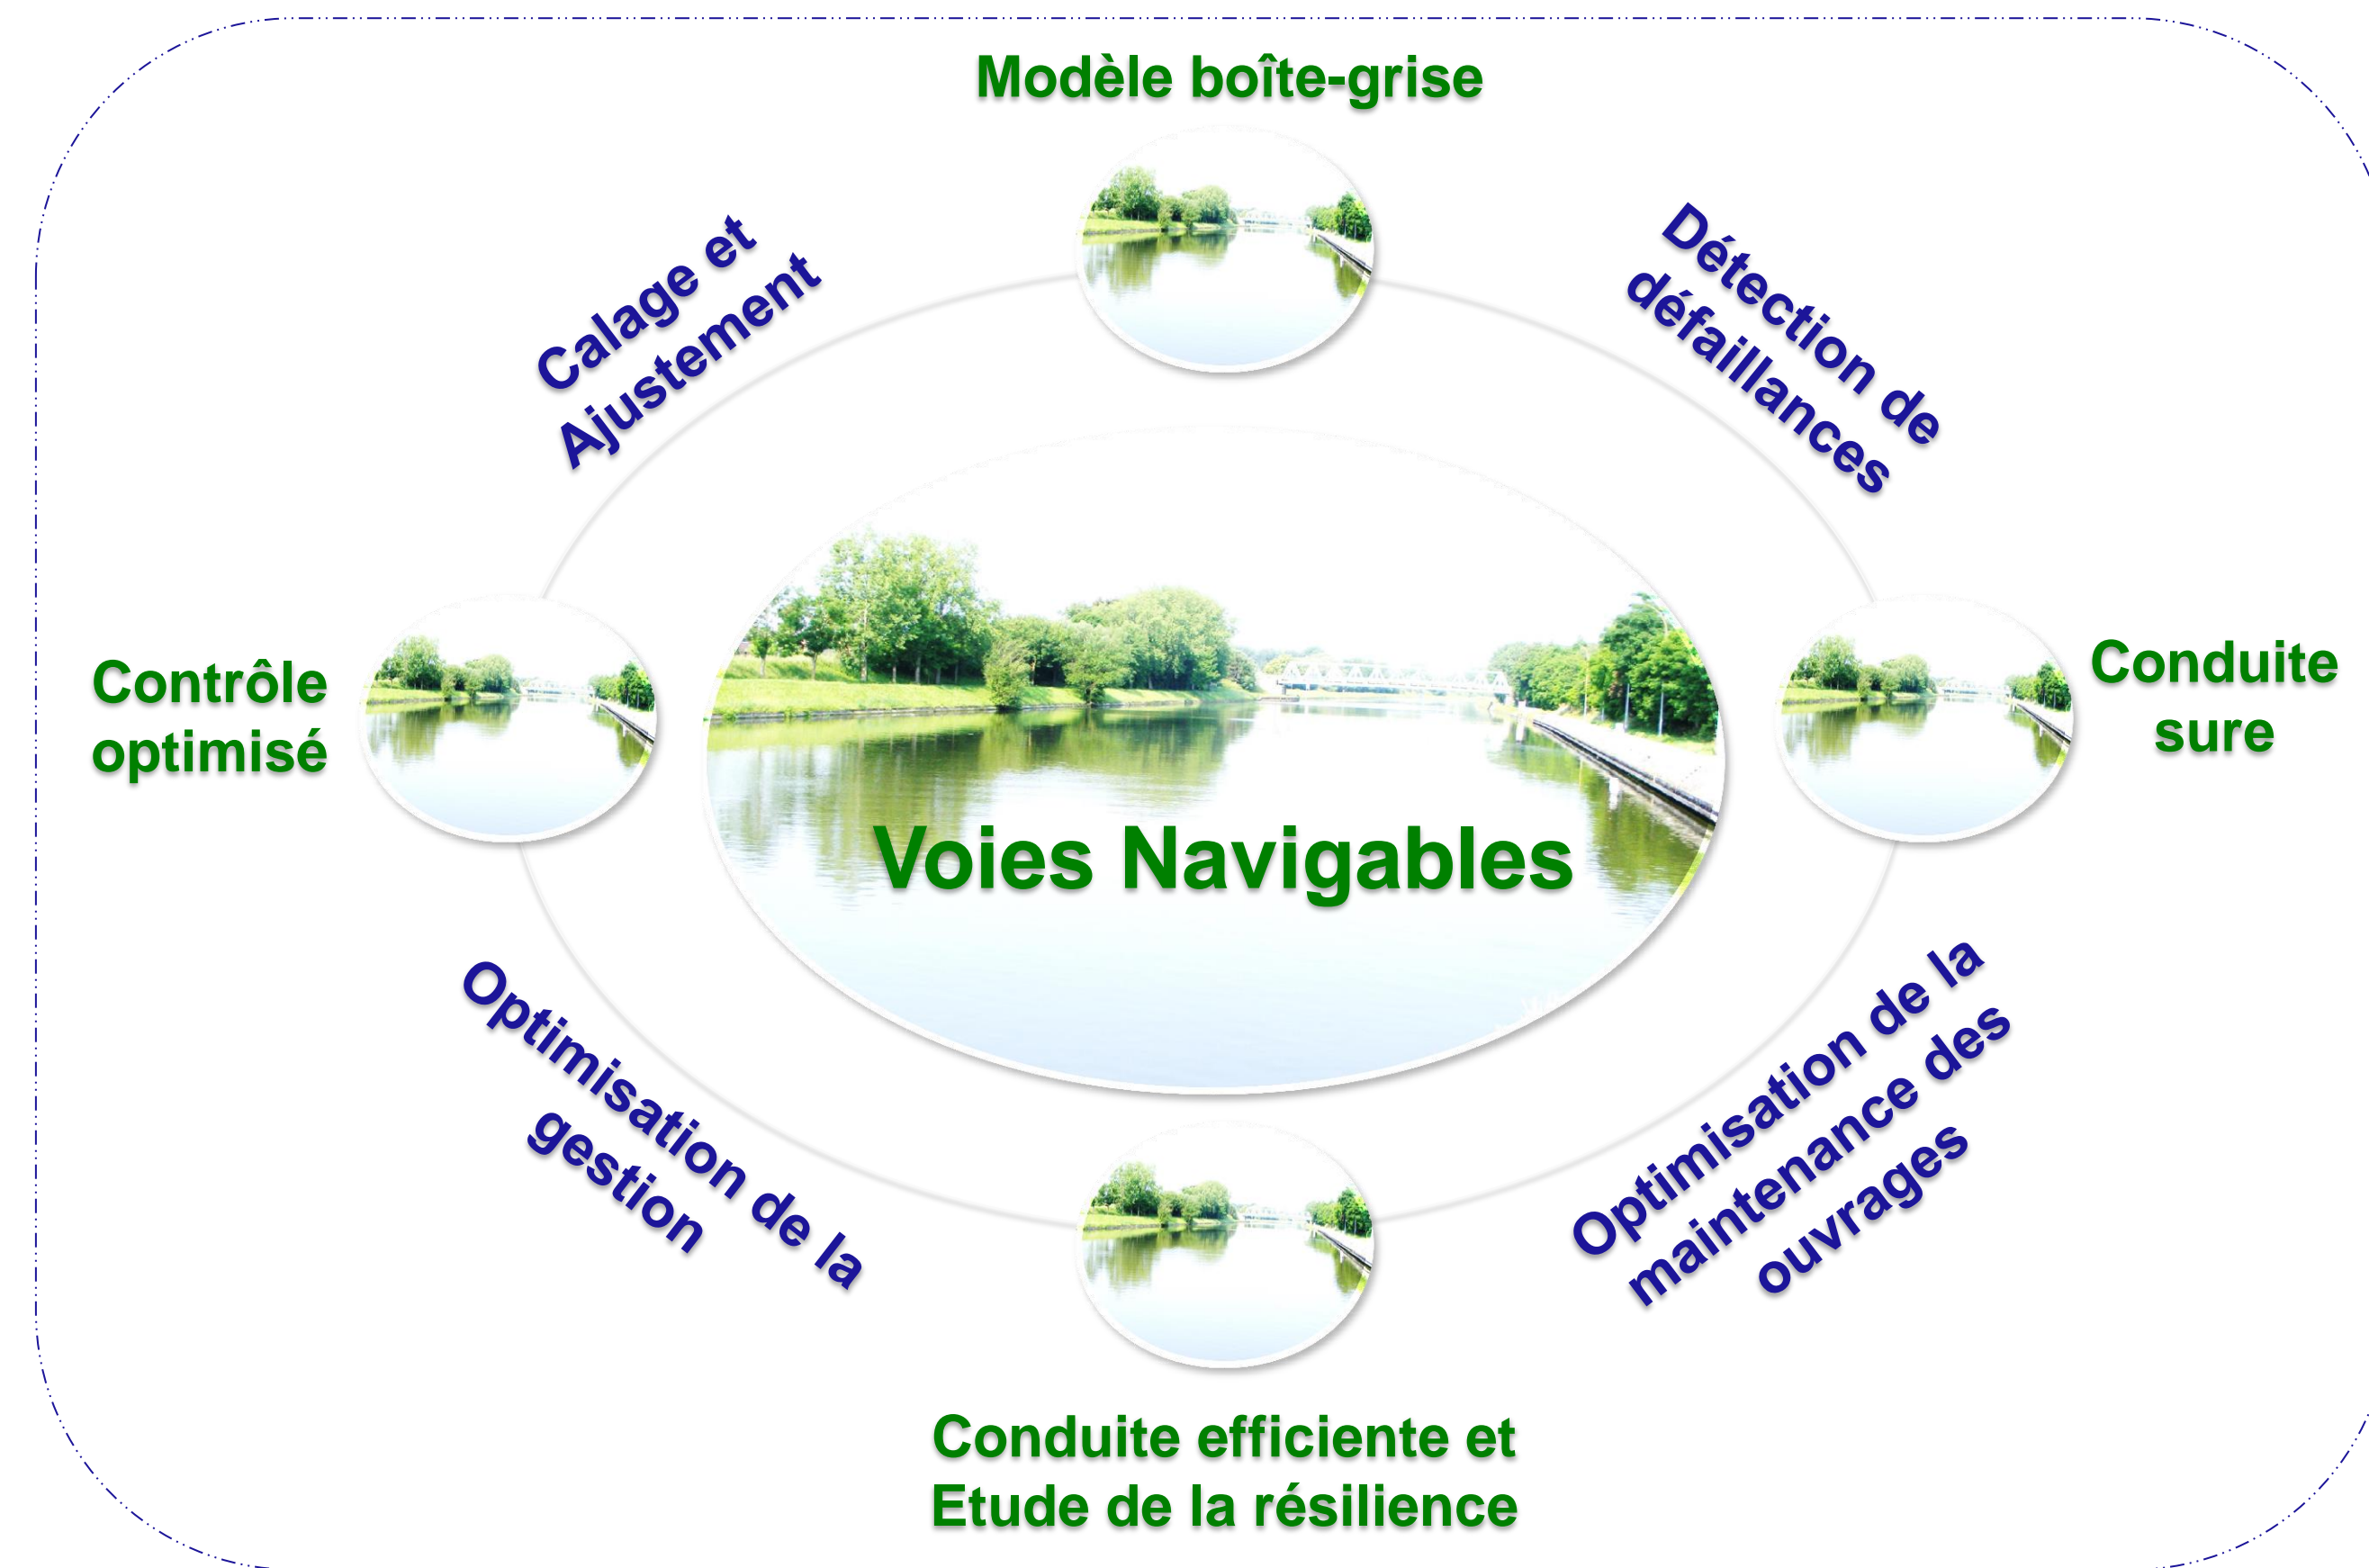 Modèle boîte-grise
Calage et
Ajustement
Détection de
défaillances
Contrôle
optimisé
Conduite
sure
Voies Navigables
Optimisation de la
gestion
Optimisation de la
maintenance des
ouvrages
Conduite efficiente et
Etude de la résilience